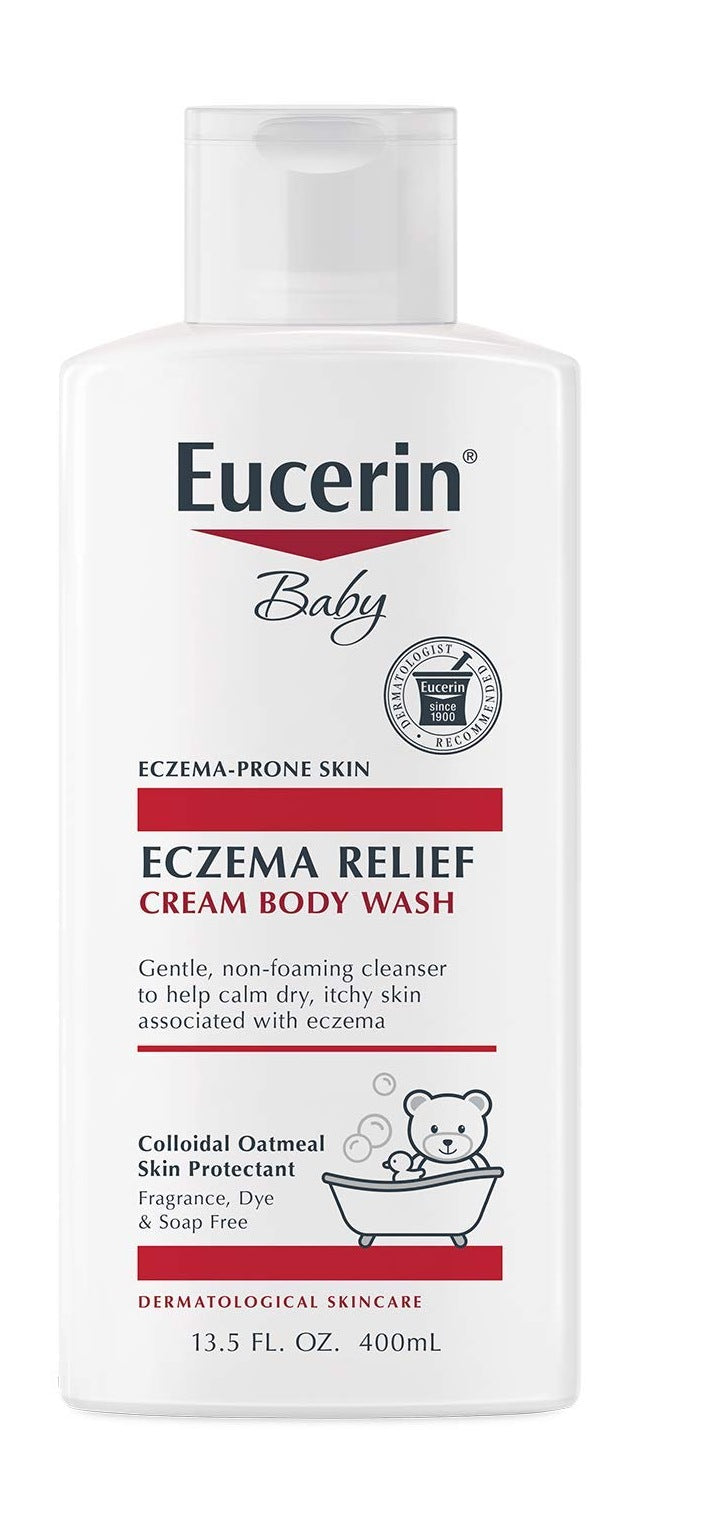 Eucerin®
Baby
DERMATOLOGIST RECOMMENDED
Eucerin
since
1900
ECZEMA-PRONE SKIN
ECZEMA RELIEF
CREAM BODY WASH
Gentle, non-foaming cleanser
to help calm dry, itchy skin
associated with eczema
Colloidal Oatmeal
Skin Protectant
Fragrance, Dye
& Soap Free
DERMATOLOGICAL SKINCARE
13.5 FL. OZ. 400mL